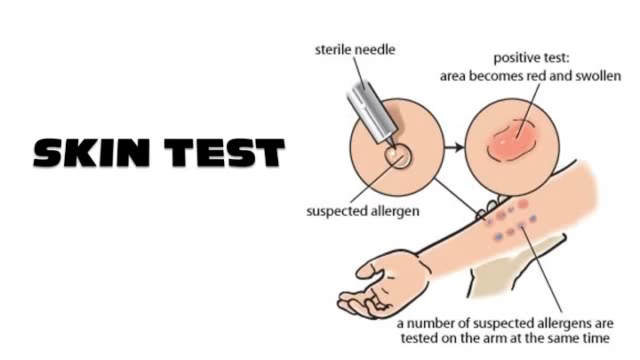 SKIN TEST
sterile needle
positive test:
area becomes red and swollen
suspected allergen
a number of suspected allergens are
tested on the arm at the same time